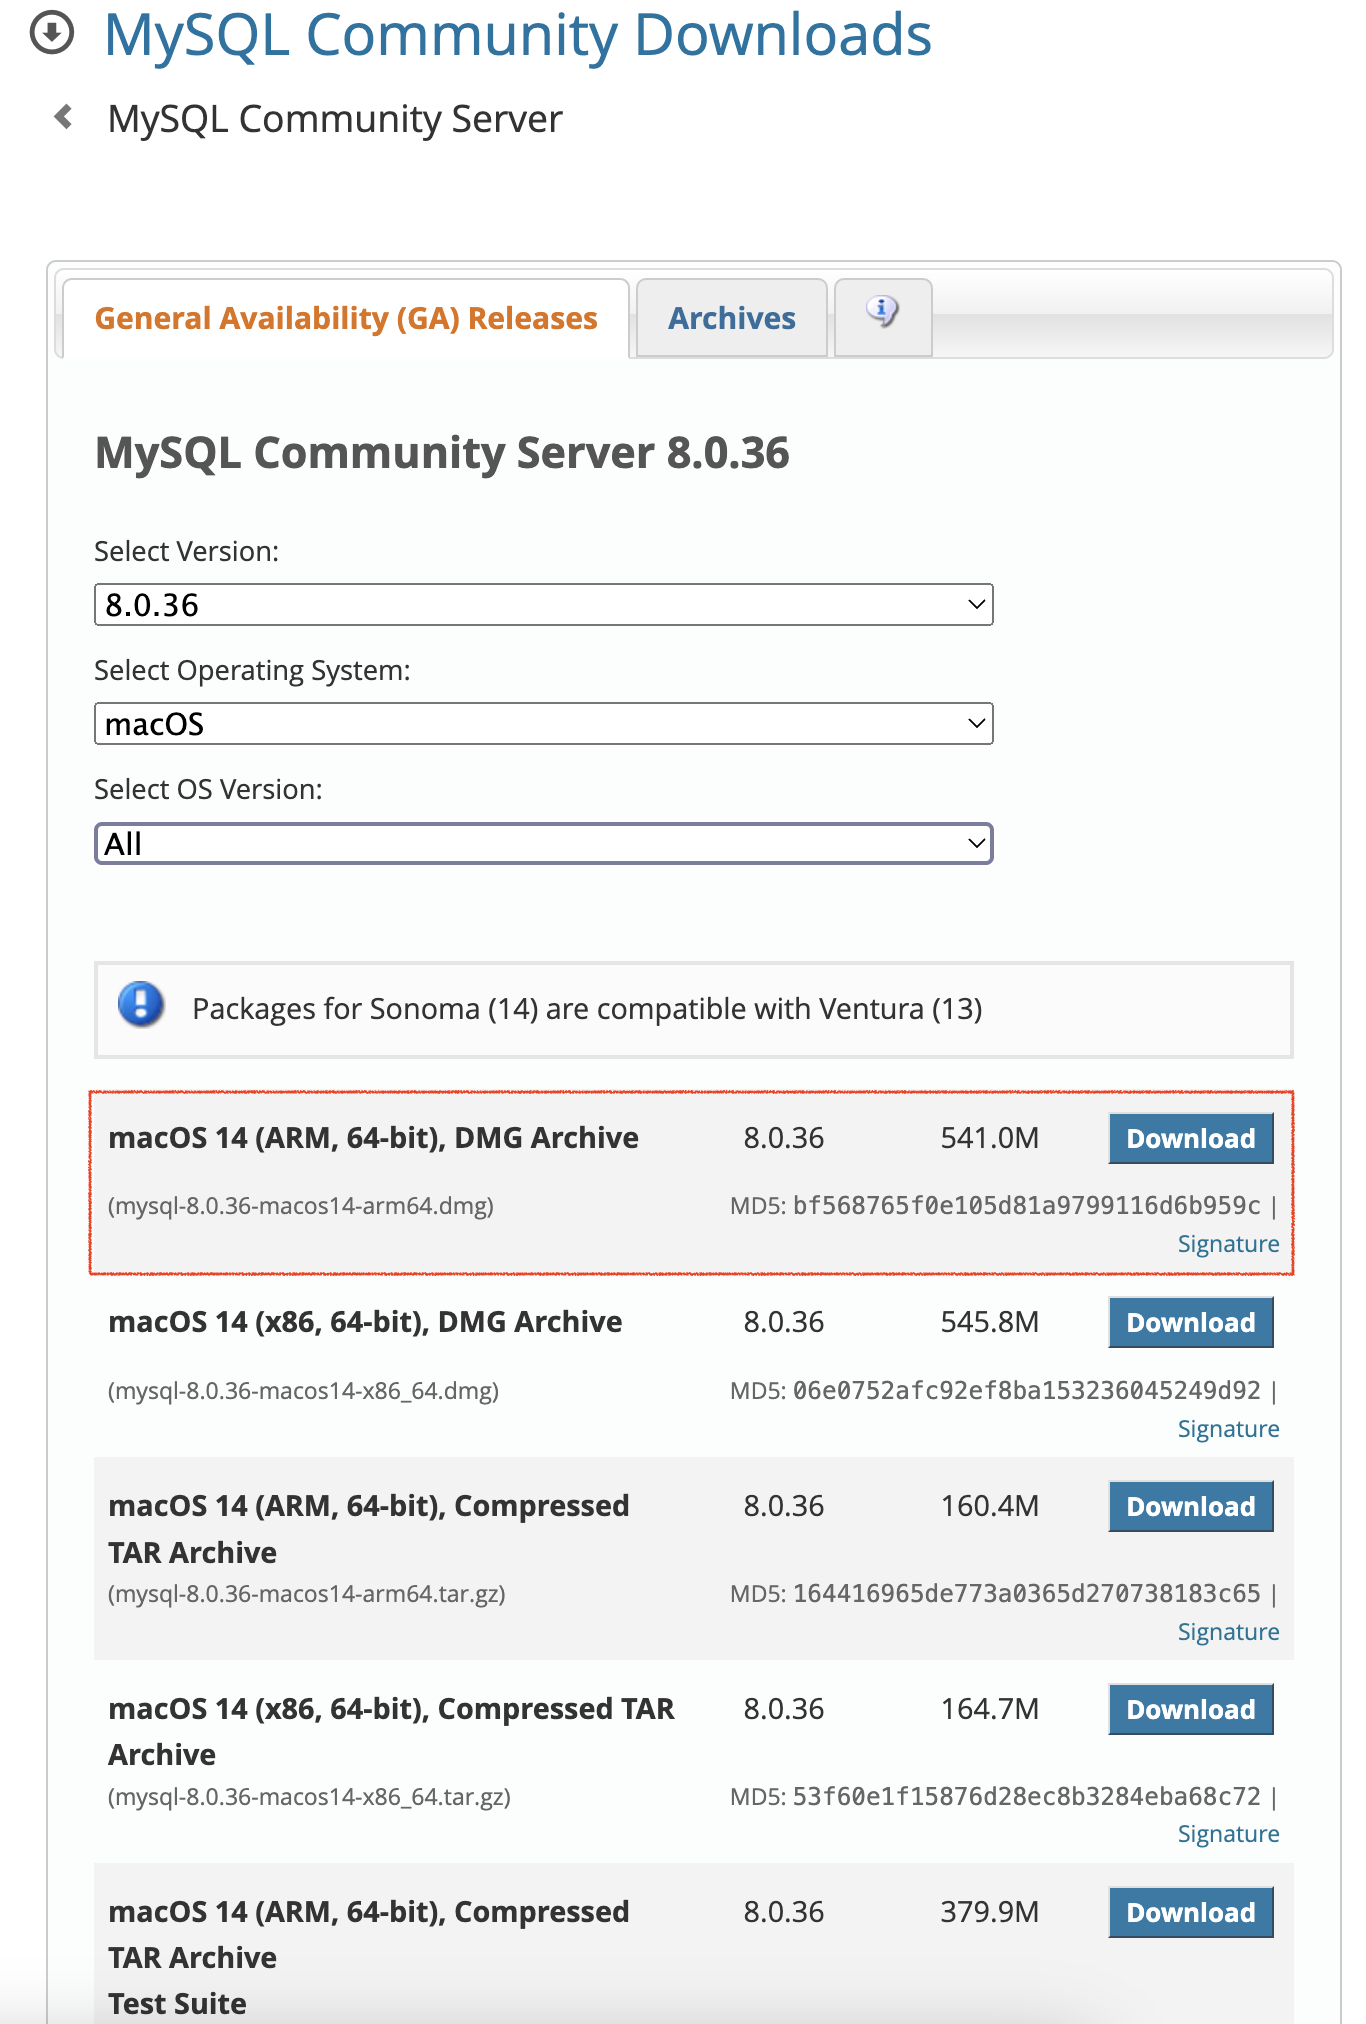 MySQL Community Downloads
MySQL Community Server
General Availability (GA) Releases
Archives
MySQL Community Server 8.0.36
Select Version:
8.0.36
Select Operating System:
macOS
Select OS Version:
All
Packages for Sonoma (14) are compatible with Ventura (13)
macOS 14 (ARM, 64-bit), DMG Archive 8.0.36 541.0M Download
(mysql-8.0.36-macos14-arm64.dmg) MD5: bf568765f0e105d81a9799116d6b959c |
Signature
macOS 14 (x86, 64-bit), DMG Archive 8.0.36 545.8M Download
(mysql-8.0.36-macos14-x86_64.dmg) MD5: 06e0752afc92ef8ba153236045249d92 |
Signature
macOS 14 (ARM, 64-bit), Compressed 8.0.36 160.4M Download
TAR Archive
(mysql-8.0.36-macos14-arm64.tar.gz) MD5: 164416965de773a0365d270738183c65 |
Signature
macOS 14 (x86, 64-bit), Compressed TAR 8.0.36 164.7M Download
Archive
(mysql-8.0.36-macos14-x86_64.tar.gz) MD5: 53f60e1f15876d28ec8b3284eba68c72 |
Signature
macOS 14 (ARM, 64-bit), Compressed 8.0.36 379.9M Download
TAR Archive
Test Suite